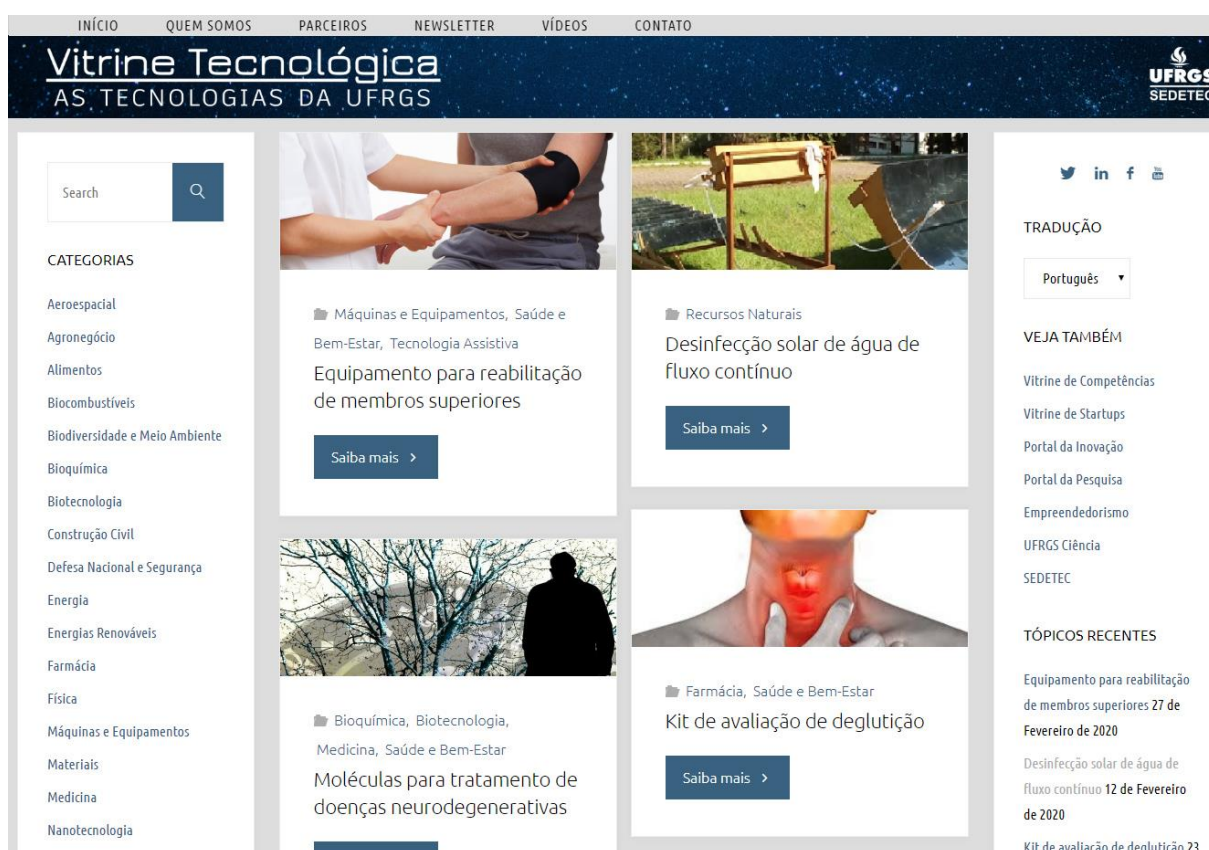 INÍCIO QUEM SOMOS PARCEIROS NEWSLETTER VÍDEOS CONTATO
Vitrine Tecnológica
AS TECNOLOGIAS DA UFRGS
UFRGS
SEDETEC
Search
CATEGORIAS
Aeroespacial
Agronegócio
Alimentos
Biocombustíveis
Biodiversidade e Meio Ambiente
Bioquímica
Biotecnologia
Construção Civil
Defesa Nacional e Segurança
Energia
Energias Renováveis
Farmácia
Física
Máquinas e Equipamentos
Materiais
Medicina
Nanotecnologia
Máquinas e Equipamentos, Saúde e
Bem-Estar, Tecnologia Assistiva
Equipamento para reabilitação
de membros superiores
Saiba mais
Bioquímica, Biotecnologia,
Medicina, Saúde e Bem-Estar
Moléculas para tratamento de
doenças neurodegenerativas
Recursos Naturais
Desinfecção solar de água de
fluxo contínuo
Saiba mais
Farmácia, Saúde e Bem-Estar
Kit de avaliação de deglutição
Saiba mais
TRADUÇÃO
Português
VEJA TAMBÉM
Vitrine de Competências
Vitrine de Startups
Portal da Inovação
Portal da Pesquisa
Empreendedorismo
UFRGS Ciência
SEDETEC
TÓPICOS RECENTES
Equipamento para reabilitação
de membros superiores 27 de
Fevereiro de 2020
Desinfecção solar de água de
fluxo contínuo 12 de Fevereiro
de 2020
Kit de avaliação de deglutição 23